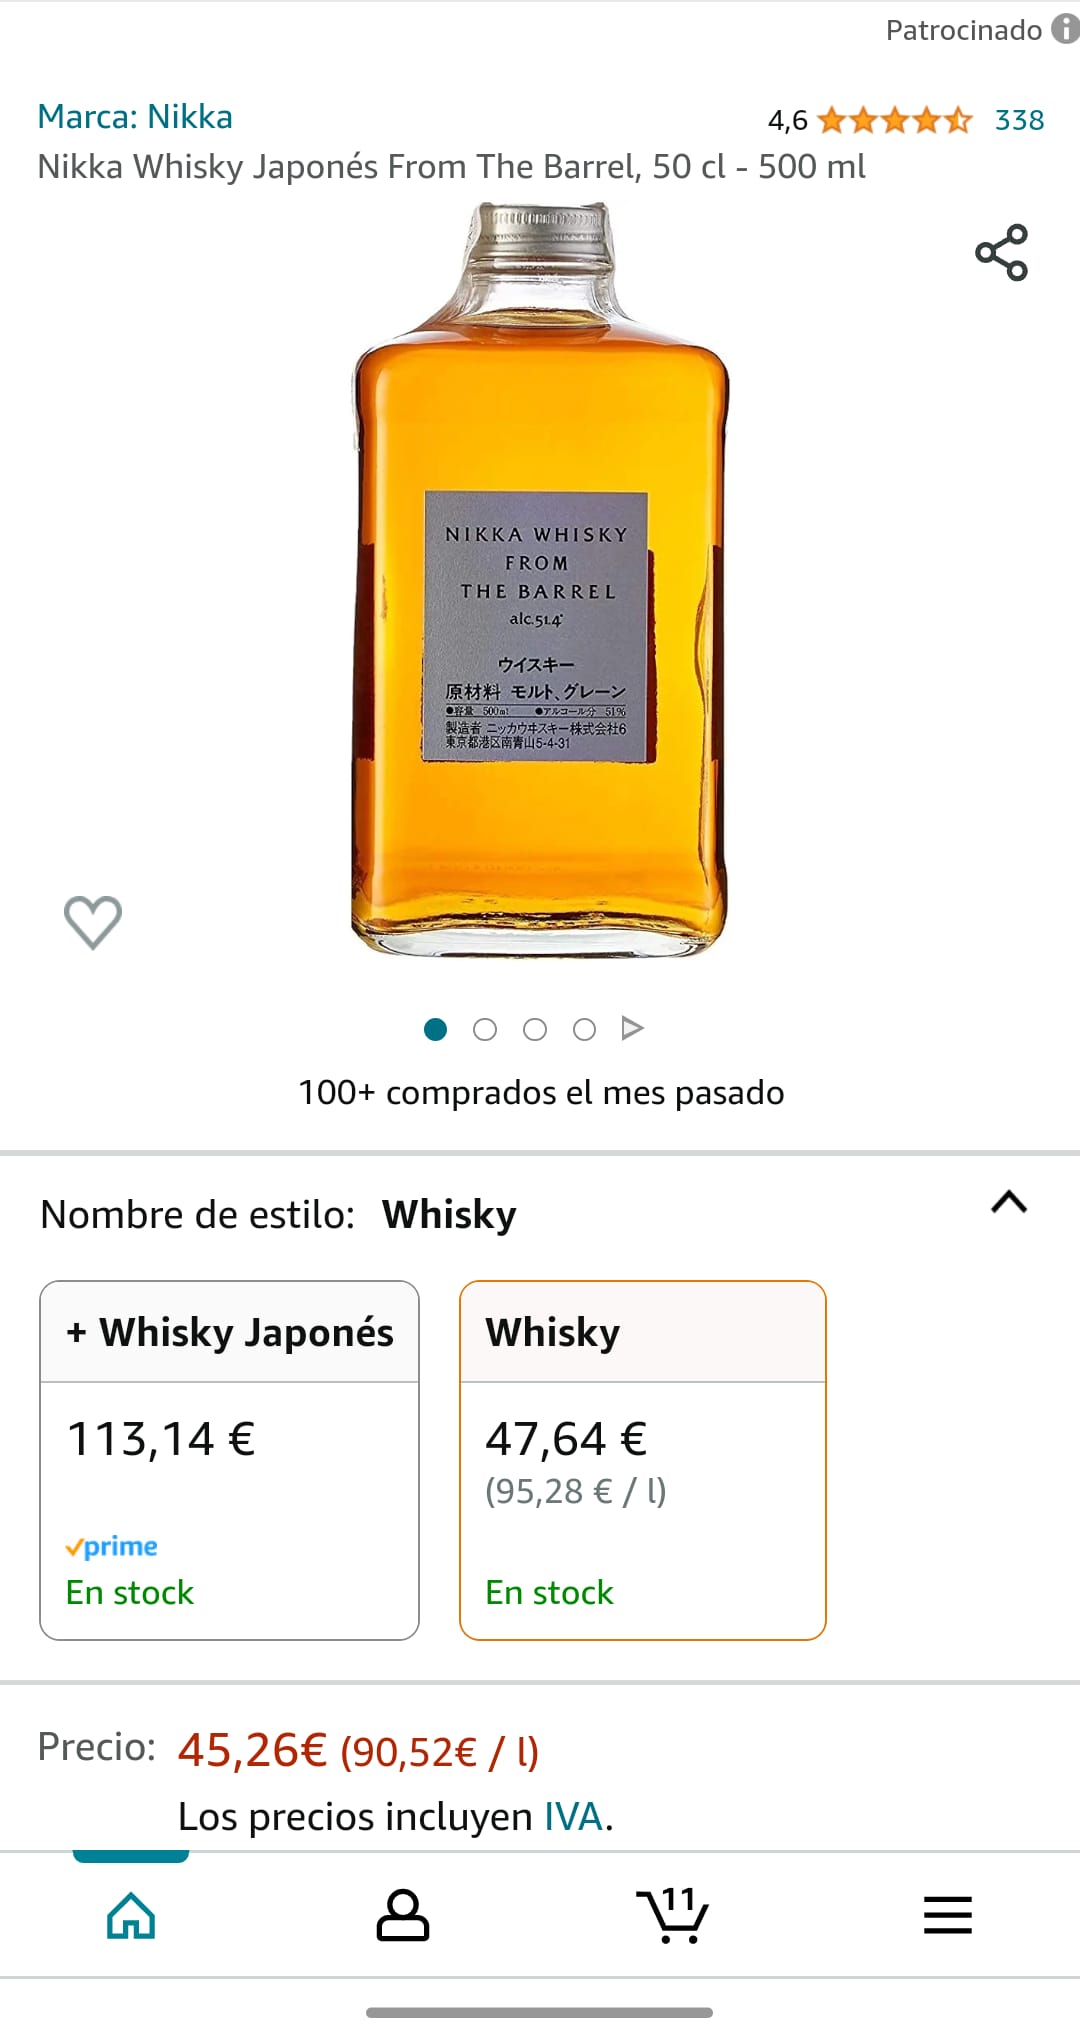 Patrocinado
Marca: Nikka
4,6 338
Nikka Whisky Japonés From The Barrel, 50 cl - 500 ml
NIKKA WHISKY
FROM
THE BARREL
alc.51.4°
ウイスキー
原材料 モルト、グレーン
●容量 500ml ●アルコール分 51%
製造者 ニッカウヰスキー株式会社6
東京都港区南青山5-4-31
100+ comprados el mes pasado
Nombre de estilo: Whisky
+ Whisky Japonés
113,14 €
prime
En stock
Whisky
47,64 €
(95,28 € / l)
En stock
Precio: 45,26€ (90,52€ / l)
Los precios incluyen IVA.
11